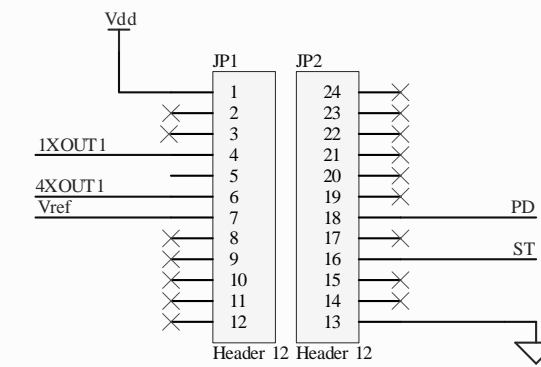 Vdd
JP1 JP2
1 24
2 23
3 22
1XOUT1 4 21
5 20
4XOUT1 6 19
Vref 7 18 PD
8 17
9 16 ST
10 15
11 14
12 13
Header 12 Header 12